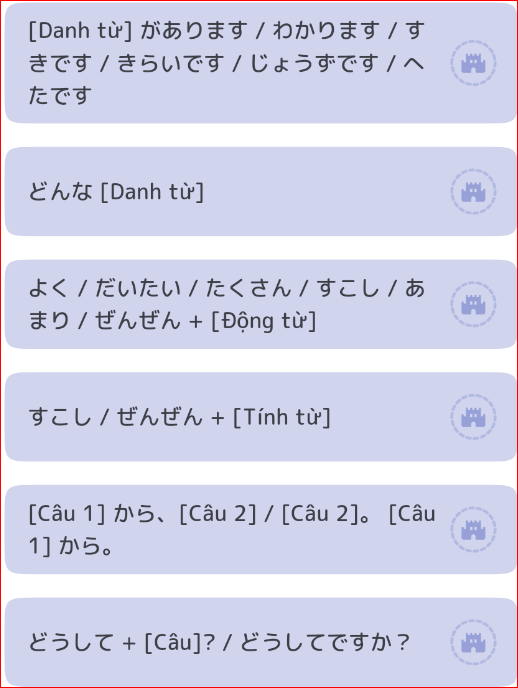 [Danh từ] があります / わかります / す
きです / きらいです / じょうずです / へ
たです
どんな [Danh từ]
よく / だいたい / たくさん / すこし / あ
まり / ぜんぜん + [Động từ]
すこし / ぜんぜん + [Tính từ]
[Câu 1] から、[Câu 2] / [Câu 2]。 [Câu
1] から。
どうして + [Câu]? / どうしてですか？